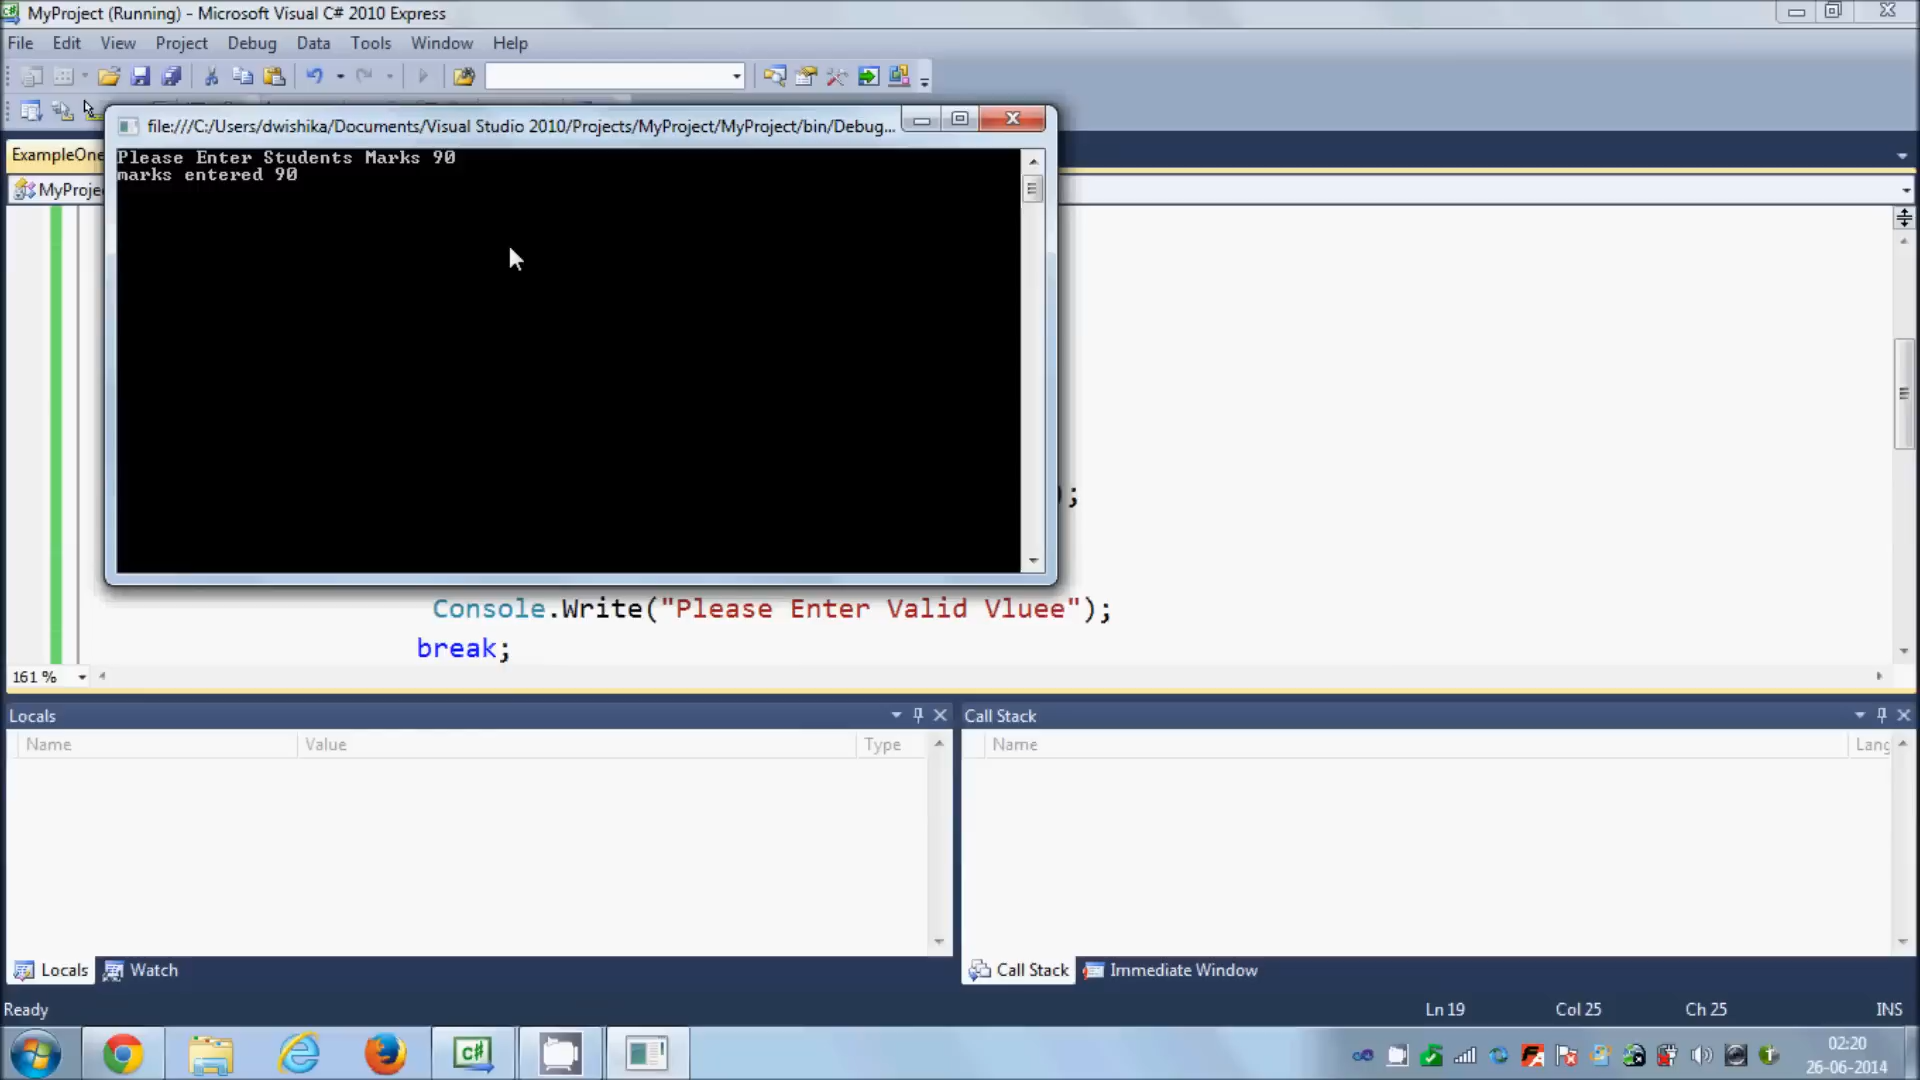 MyProject (Running) - Microsoft Visual C# 2010 Express
File Edit View Project Debug Data Tools Window Help
file:///C:/Users/dwishika/Documents/Visual Studio 2010/Projects/MyProject/MyProject/bin/Debug...
ExampleOne
Please Enter Students Marks 90
marks entered 90
MyProje
);
Console.Write("Please Enter Valid Vluee");
break;
161 %
Locals
Call Stack
Name Value Type
Name Lang
Locals Watch
Call Stack Immediate Window
Ready Ln 19 Col 25 Ch 25 INS
02:20
26-06-2014